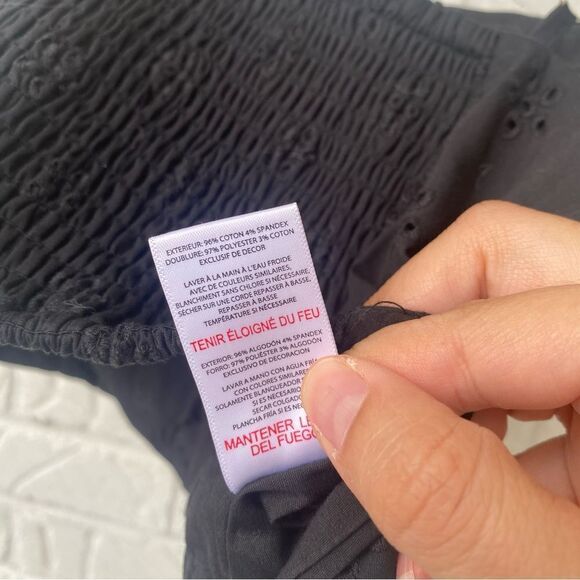 EXTERIEUR: 96% COTON 4% SPANDEX
DOUBLURE: 97% POLYESTER 3% COTON
EXCLUSIF DE DECOR
LAVER À LA MAIN À L'EAU FROIDE
AVEC DE COULEURS SIMILAIRES,
BLANCHIMENT SANS CHLORE SI NÉCESSAIRE.
SÉCHER SUR UNE CORDE REPASSER À BASSE,
REPASSER À BASSE
TEMPÉRATURE SI NÉCESSAIRE
TENIR ÉLOIGNÉ DU FEU
EXTERIOR: 96% ALGODÓN 4% SPANDEX
FORRO: 97% POLIÉSTER 3% ALGODÓN
EXCLUSIVO DE DECORACION
LAVAR A MANO CON AGUA FRÍA
CON COLORES SIMILARES
SOLAMENTE BLANQUEADOR
SI ES NECESARIO
SECAR COLGADO
PLANCHA FRÍA SI ES NECES
MANTENER
DEL FUEGO